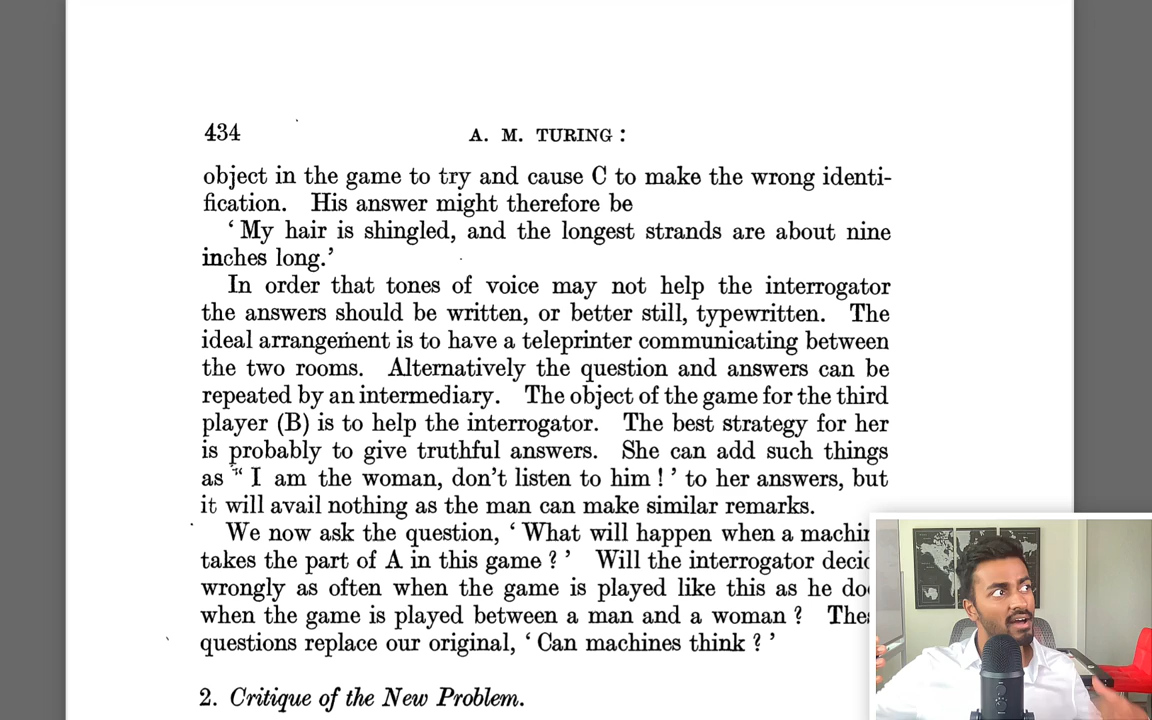 434
A. M. TURING :
object in the game to try and cause C to make the wrong identi-
fication. His answer might therefore be
‘ My hair is shingled, and the longest strands are about nine
inches long.’
In order that tones of voice may not help the interrogator
the answers should be written, or better still, typewritten. The
ideal arrangement is to have a teleprinter communicating between
the two rooms. Alternatively the question and answers can be
repeated by an intermediary. The object of the game for the third
player (B) is to help the interrogator. The best strategy for her
is probably to give truthful answers. She can add such things
as “ I am the woman, don’t listen to him ! ’ to her answers, but
it will avail nothing as the man can make similar remarks.
We now ask the question, ‘ What will happen when a machin
takes the part of A in this game ? ’ Will the interrogator decid
wrongly as often when the game is played like this as he do
when the game is played between a man and a woman ? The
questions replace our original, ‘ Can machines think ? ’
2. Critique of the New Problem.